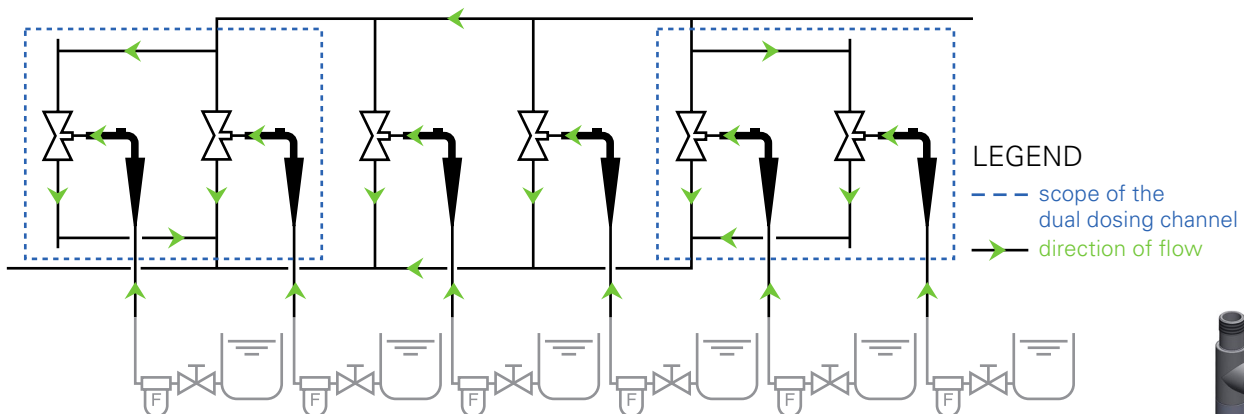 LEGEND
scope of the
dual dosing channel
direction of flow
F F F F F F